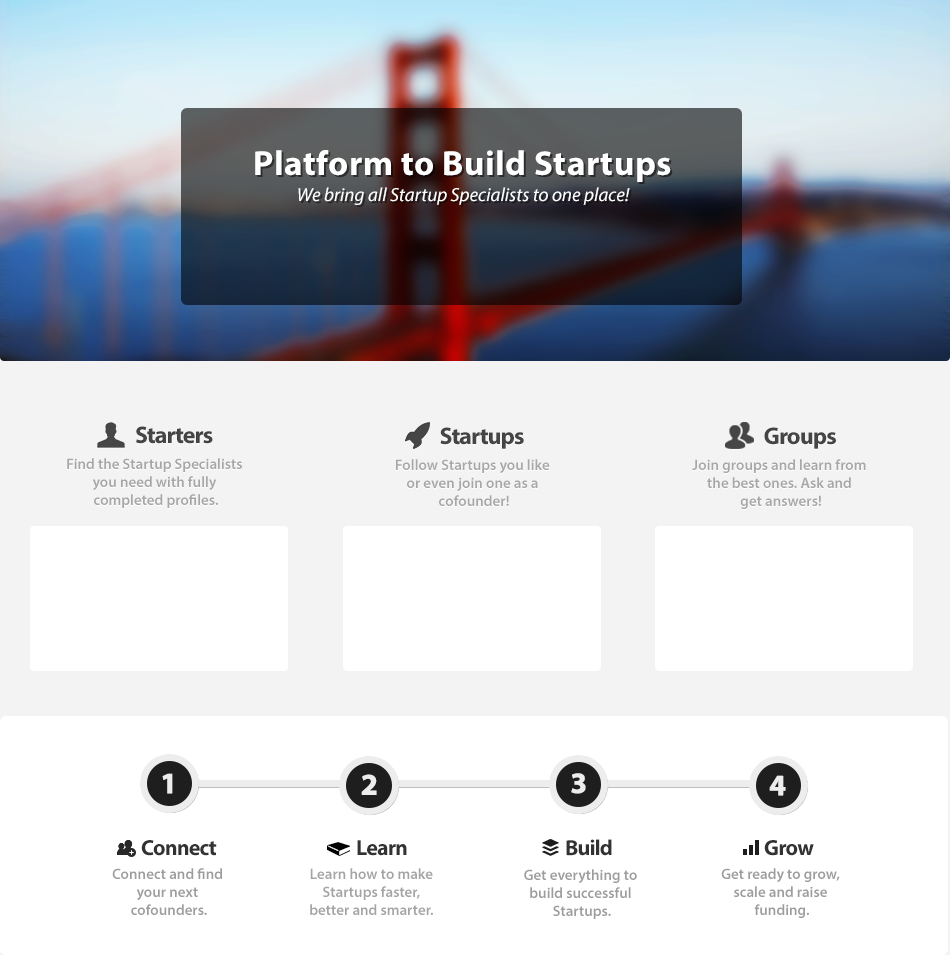 Platform to Build Startups
We bring all Startup Specialists to one place!
Starters
Find the Startup Specialists
you need with fully
completed profiles.
Startups
Follow Startups you like
or even join one as a
cofounder!
Groups
Join groups and learn from
the best ones. Ask and
get answers!
1
2
3
4
Connect
Connect and find
your next
cofounders.
Learn
Learn how to make
Startups faster,
better and smarter.
Build
Get everything to
build successful
Startups.
Grow
Get ready to grow,
scale and raise
funding.